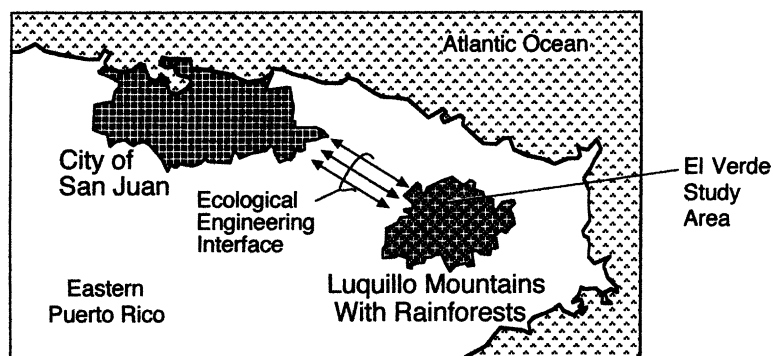 Atlantic Ocean
City of
San Juan
El Verde
Study
Area
Ecological
Engineering
Interface
Luquillo Mountains
With Rainforests
Eastern
Puerto Rico